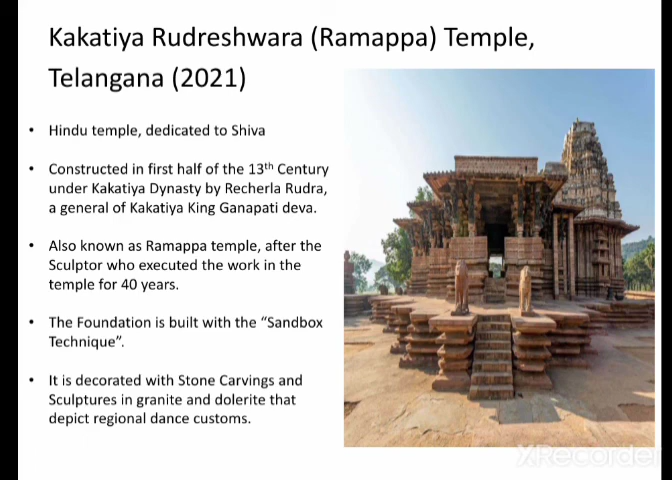 Kakatiya Rudreshwara (Ramappa) Temple,
Telangana (2021)
• Hindu temple, dedicated to Shiva
• Constructed in first half of the 13th Century
under Kakatiya Dynasty by Recherla Rudra,
a general of Kakatiya King Ganapati deva.
• Also known as Ramappa temple, after the
Sculptor who executed the work in the
temple for 40 years.
• The Foundation is built with the “Sandbox
Technique”.
• It is decorated with Stone Carvings and
Sculptures in granite and dolerite that
depict regional dance customs.
XRecorder